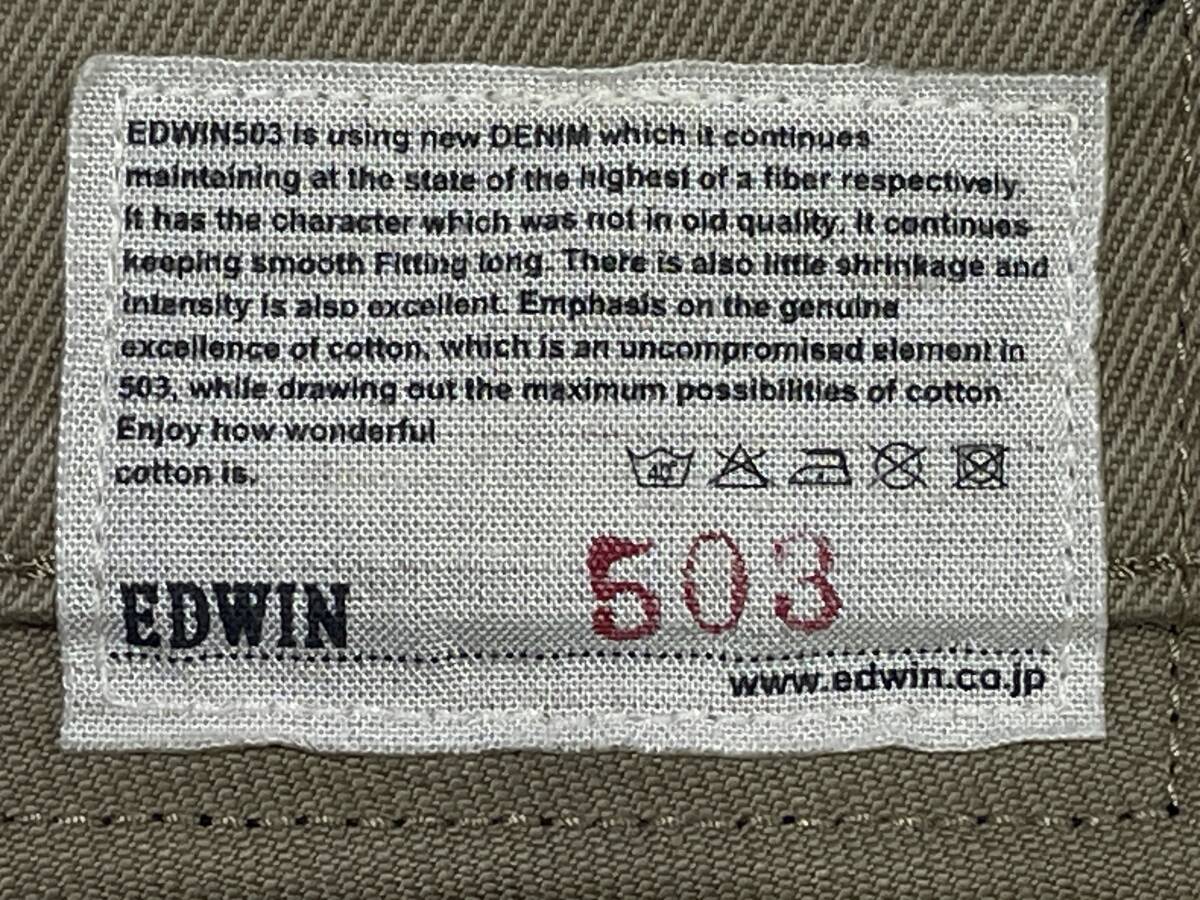 EDWIN503 is using new DENIM which it continues
maintaining at the state of the highest of a fiber respectively.
It has the character which was not in old quality. It continues
keeping smooth Fitting long. There is also little shrinkage and
intensity is also excellent. Emphasis on the genuine
excellence of cotton, which is an uncompromised element in
503, while drawing out the maximum possibilities of cotton.
Enjoy how wonderful
cotton is.
40
503
EDWIN
www.edwin.co.jp